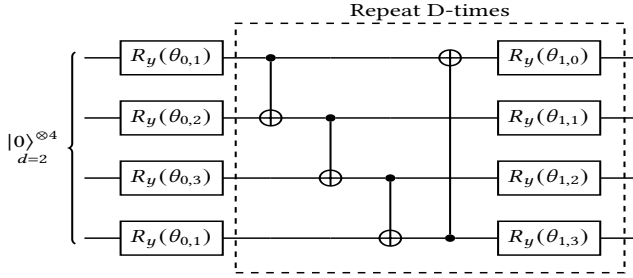 Repeat D-times
R_y(θ_{0,1}) R_y(θ_{1,0})
R_y(θ_{0,2}) R_y(θ_{1,1})
|0⟩^{⊗4}
d=2
R_y(θ_{0,3}) R_y(θ_{1,2})
R_y(θ_{0,1}) R_y(θ_{1,3})